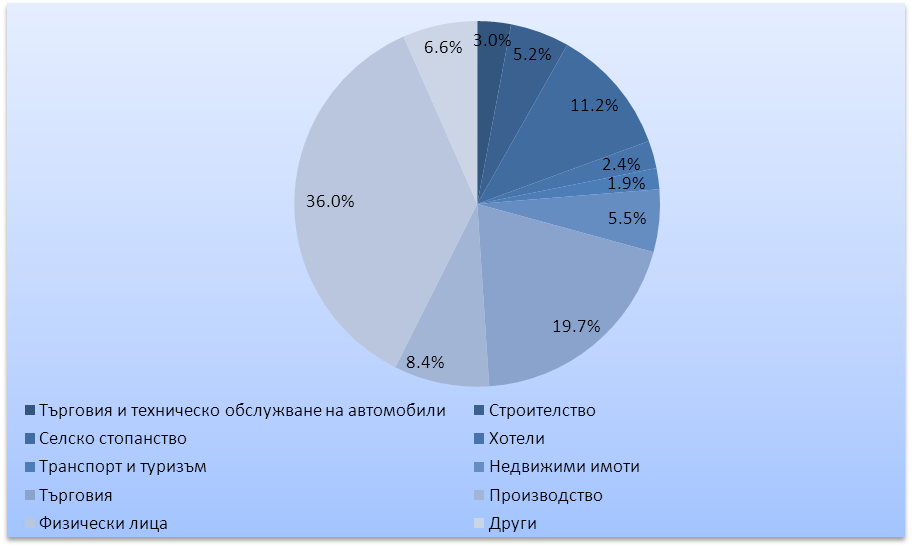 6.6%
3.0%
5.2%
11.2%
2.4%
1.9%
36.0%
5.5%
19.7%
8.4%
Търговия и техническо обслужване на автомобили
Строителство
Селско стопанство
Хотели
Транспорт и туризъм
Недвижими имоти
Търговия
Производство
Физически лица
Други